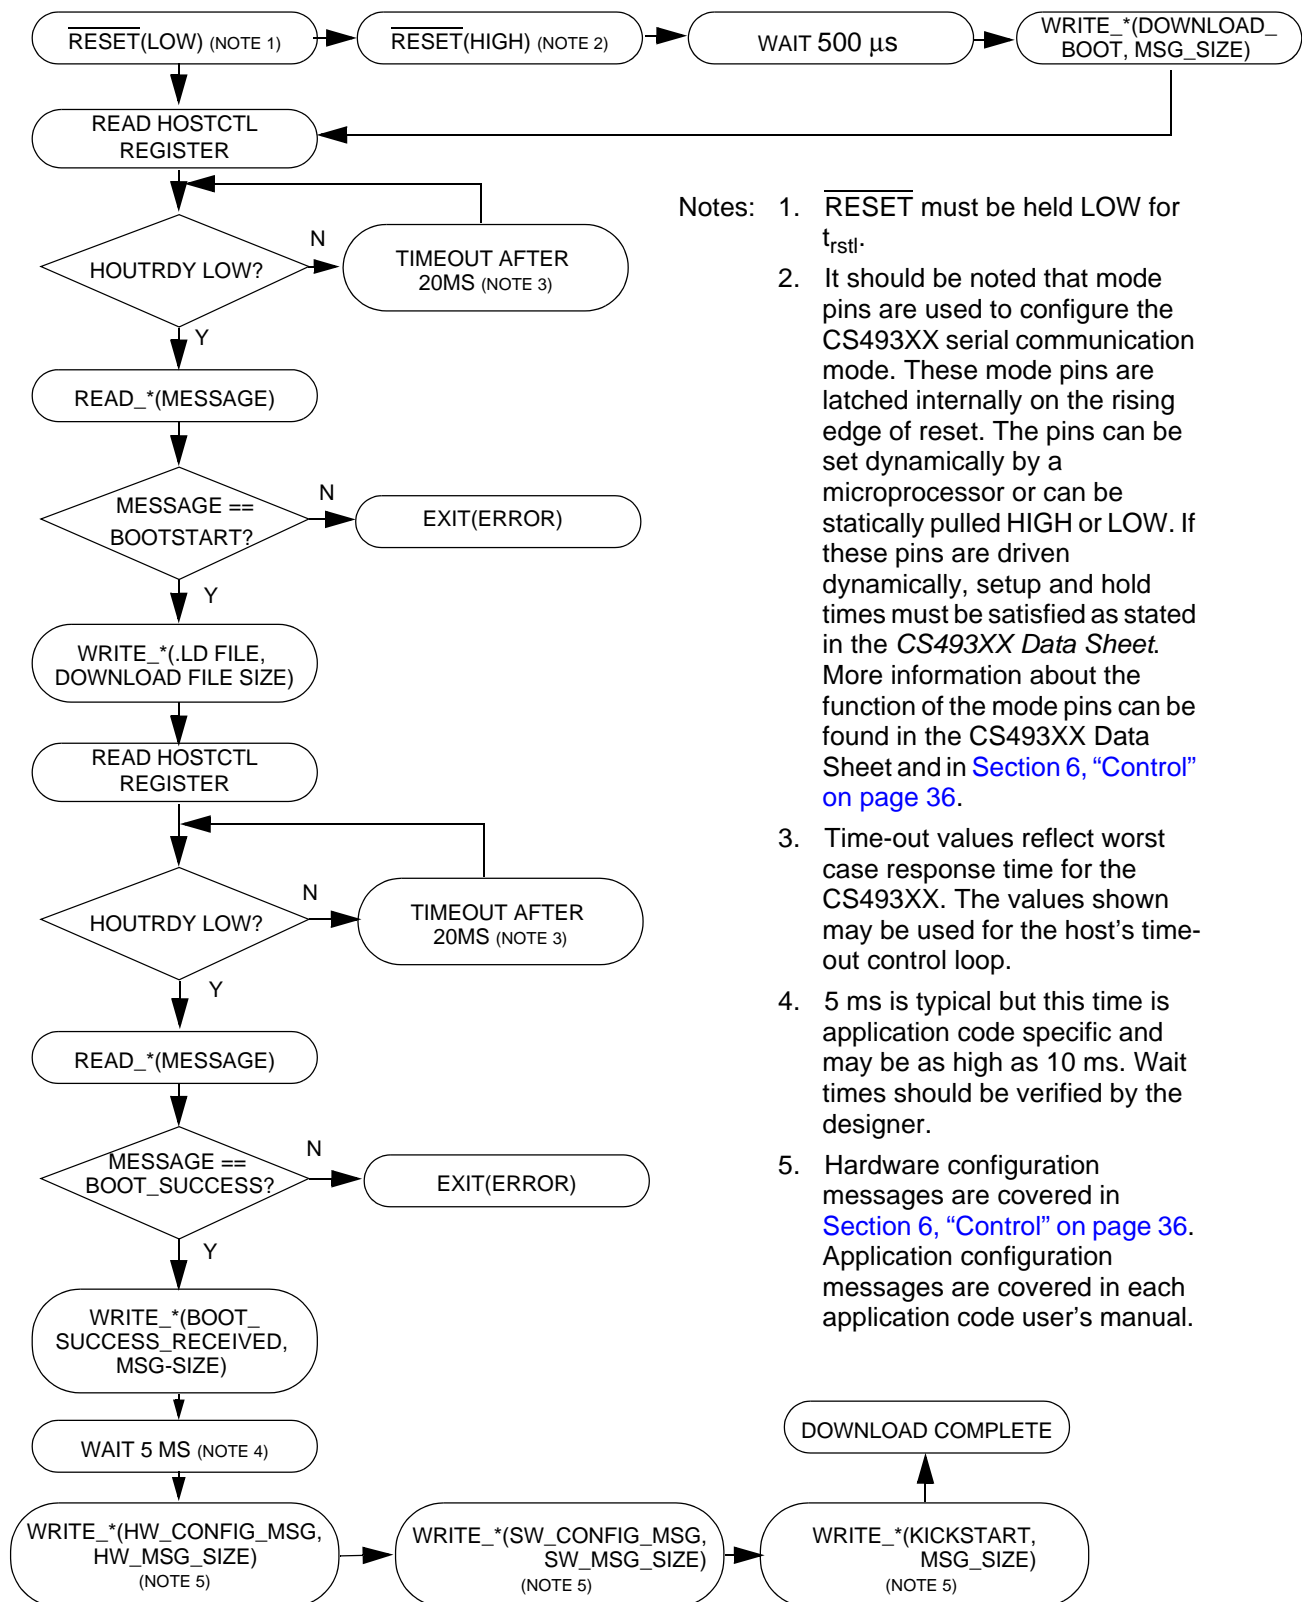 RESET(LOW) (NOTE 1)
RESET(HIGH) (NOTE 2)
WAIT 500 µs
WRITE_*(DOWNLOAD_
BOOT, MSG_SIZE)
READ HOSTCTL
REGISTER
HOUTRDY LOW?
N
TIMEOUT AFTER
20MS (NOTE 3)
Y
READ_*(MESSAGE)
MESSAGE ==
BOOTSTART?
N
EXIT(ERROR)
Y
WRITE_*(.LD FILE,
DOWNLOAD FILE SIZE)
READ HOSTCTL
REGISTER
HOUTRDY LOW?
N
TIMEOUT AFTER
20MS (NOTE 3)
Y
READ_*(MESSAGE)
MESSAGE ==
BOOT_SUCCESS?
N
EXIT(ERROR)
Y
WRITE_*(BOOT_
SUCCESS_RECEIVED,
MSG-SIZE)
WAIT 5 MS (NOTE 4)
WRITE_*(HW_CONFIG_MSG,
HW_MSG_SIZE)
(NOTE 5)
WRITE_*(SW_CONFIG_MSG,
SW_MSG_SIZE)
(NOTE 5)
WRITE_*(KICKSTART,
MSG_SIZE)
(NOTE 5)
DOWNLOAD COMPLETE
Notes: 1. RESET must be held LOW for
trstl.
2. It should be noted that mode
pins are used to configure the
CS493XX serial communication
mode. These mode pins are
latched internally on the rising
edge of reset. The pins can be
set dynamically by a
microprocessor or can be
statically pulled HIGH or LOW. If
these pins are driven
dynamically, setup and hold
times must be satisfied as stated
in the CS493XX Data Sheet.
More information about the
function of the mode pins can be
found in the CS493XX Data
Sheet and in Section 6, “Control”
on page 36.
3. Time-out values reflect worst
case response time for the
CS493XX. The values shown
may be used for the host’s time-
out control loop.
4. 5 ms is typical but this time is
application code specific and
may be as high as 10 ms. Wait
times should be verified by the
designer.
5. Hardware configuration
messages are covered in
Section 6, “Control” on page 36.
Application configuration
messages are covered in each
application code user’s manual.